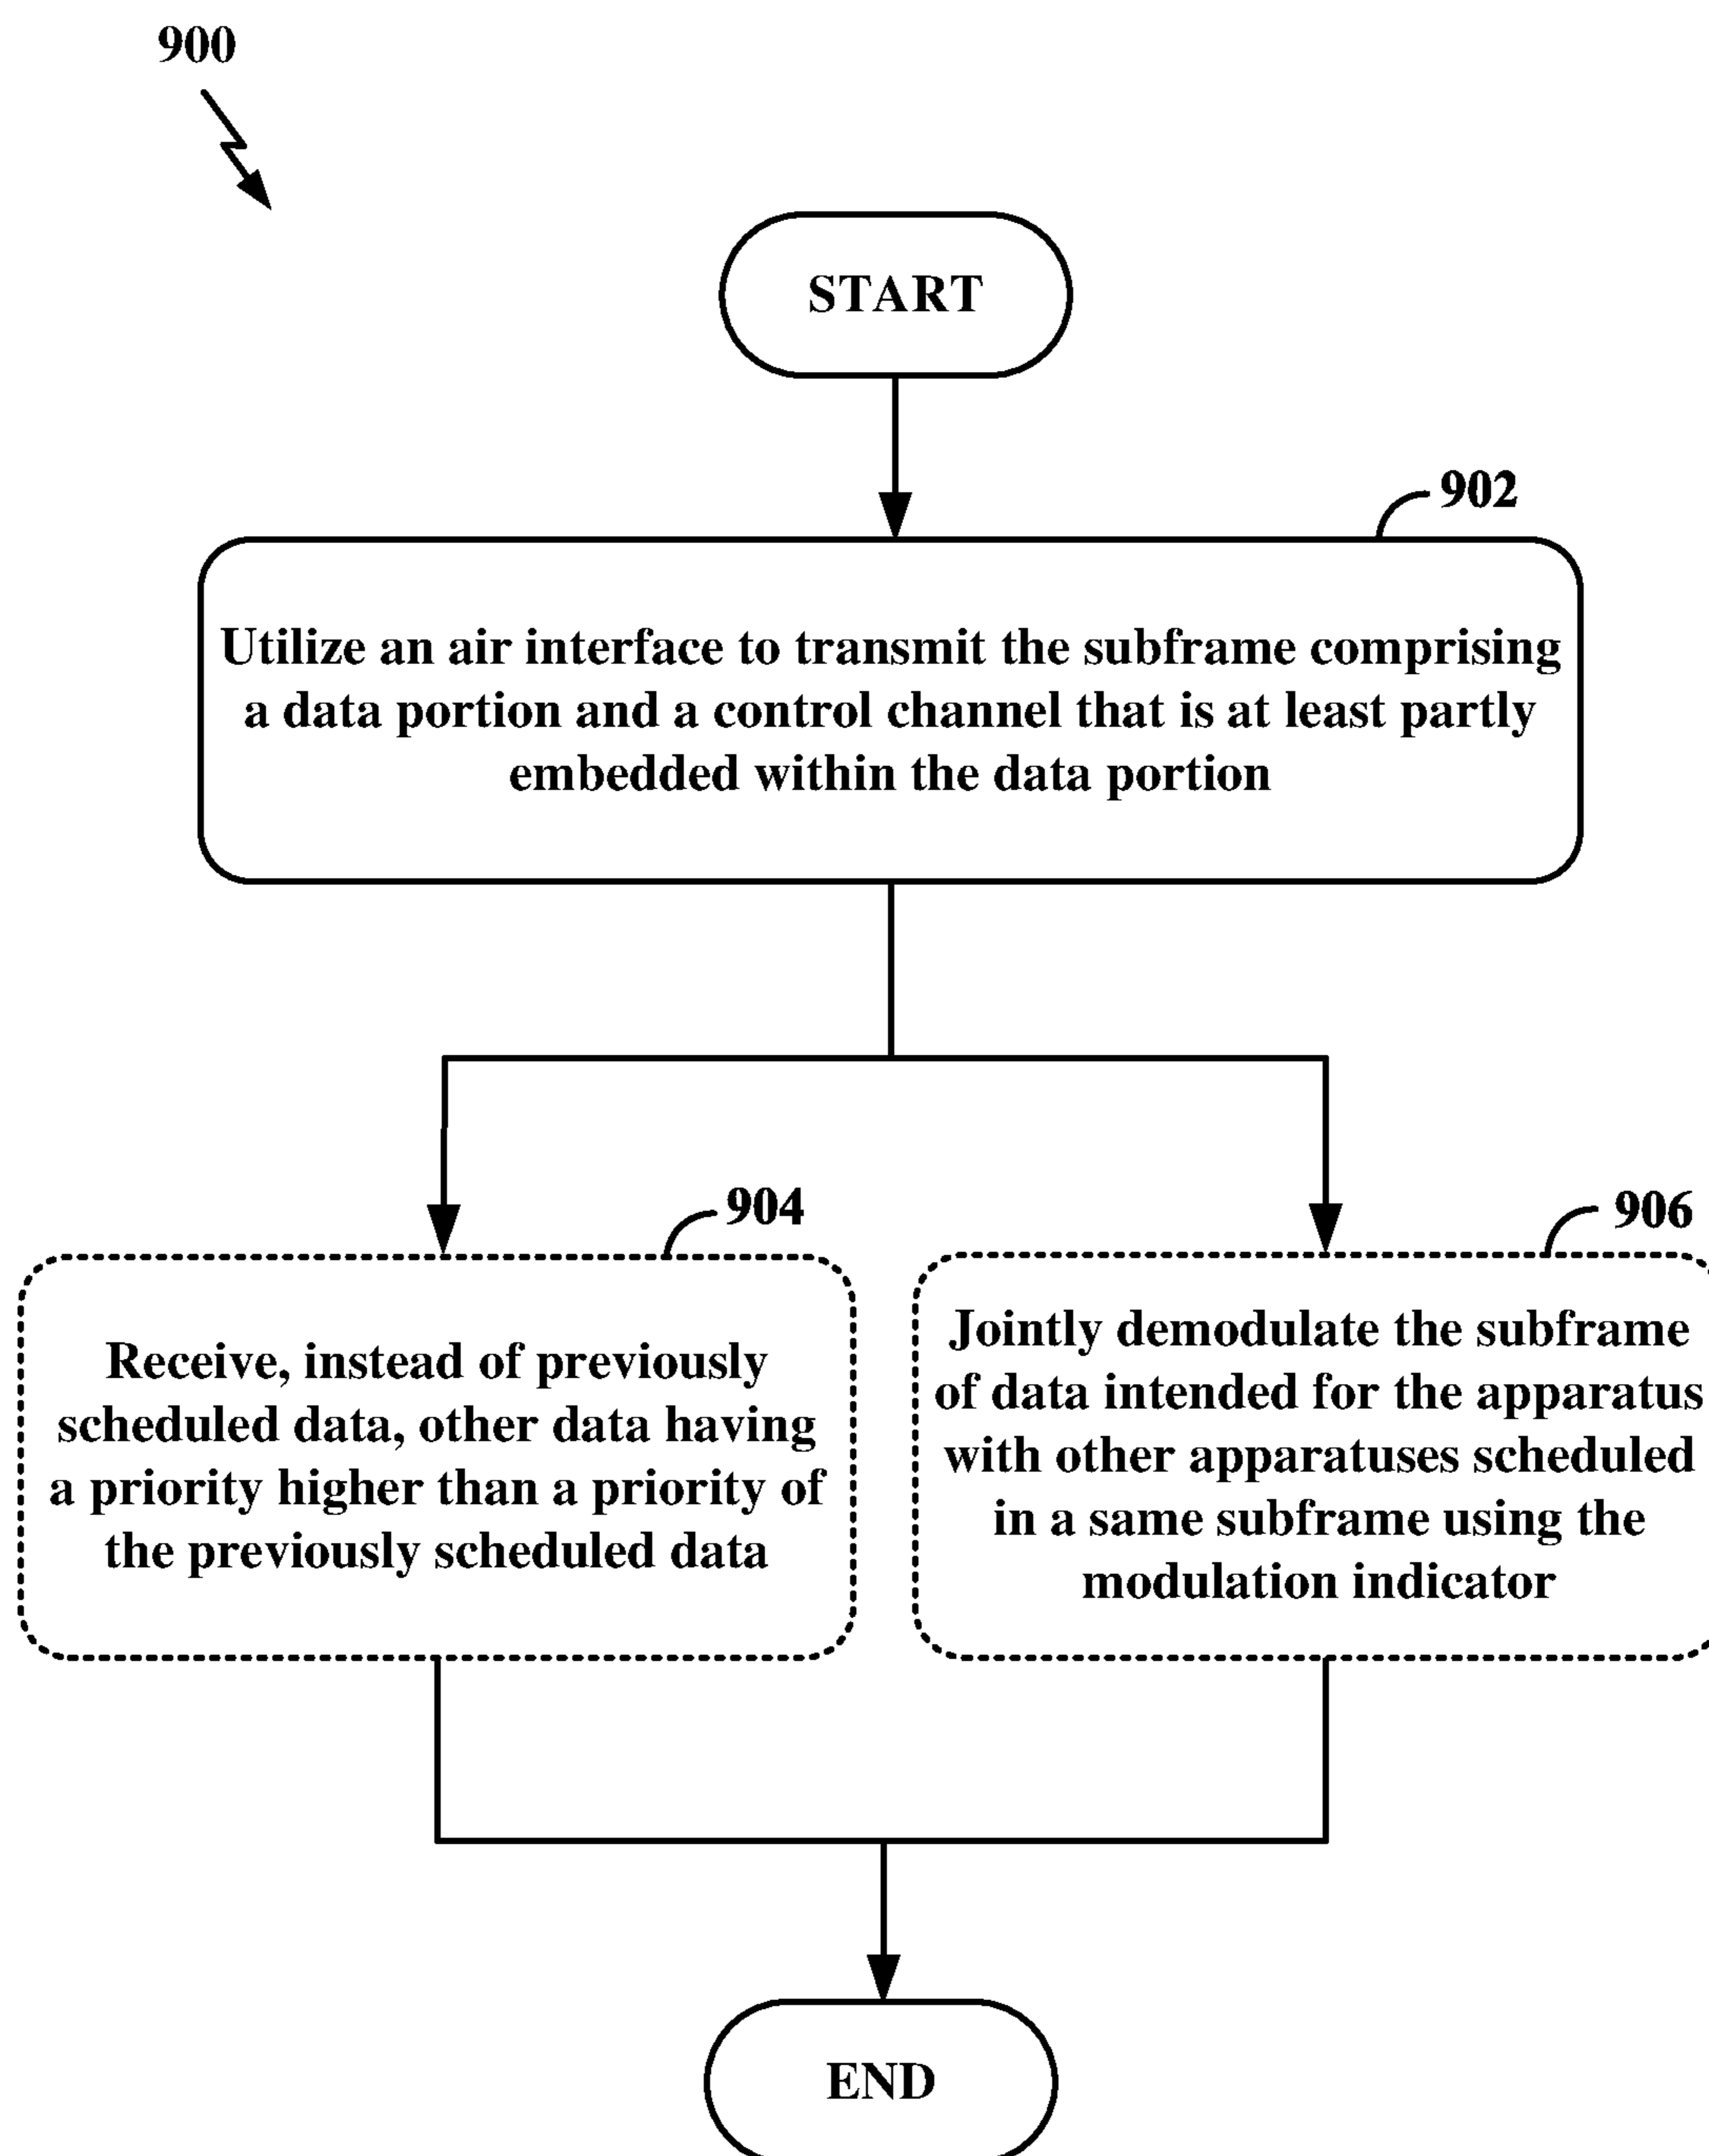 900
START
902
Utilize an air interface to transmit the subframe comprising
a data portion and a control channel that is at least partly
embedded within the data portion
904
Receive, instead of previously
scheduled data, other data having
a priority higher than a priority of
the previously scheduled data
906
Jointly demodulate the subframe
of data intended for the apparatus
with other apparatuses scheduled
in a same subframe using the
modulation indicator
END